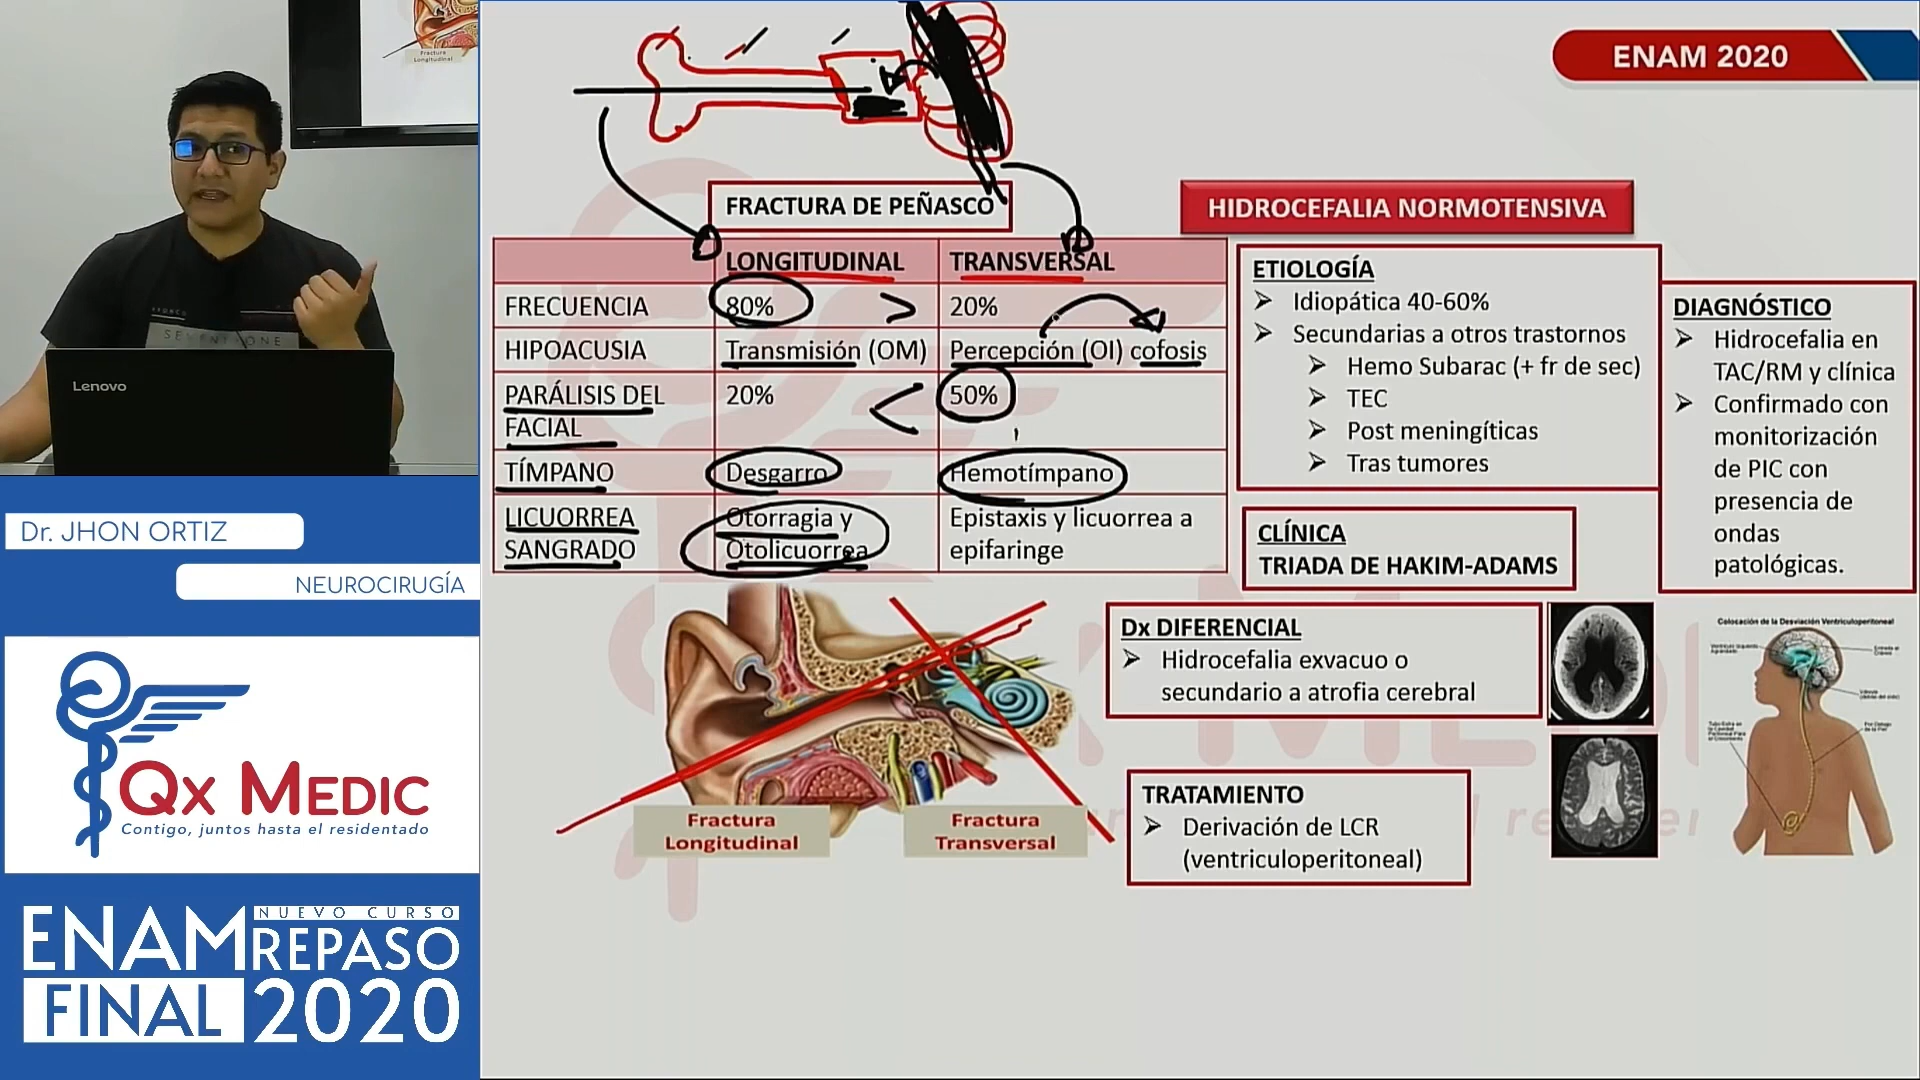 Fractura
Longitudinal
SEVENTYONE
Lenovo
Dr. JHON ORTIZ
NEUROCIRUGÍA
QX MEDIC
Contigo, juntos hasta el residentado
ENAM NUEVO CURSO
REPASO
FINAL 2020
ENAM 2020
FRACTURA DE PEÑASCO
LONGITUDINAL TRANSVERSAL
FRECUENCIA 80% > 20%
HIPOACUSIA Transmisión (OM) Percepción (OI) cofosis
PARÁLISIS DEL FACIAL 20% < 50%
TÍMPANO Desgarro Hemotímpano
LICUORREA Otorragia y Epistaxis y licuorrea a
SANGRADO Otolicuorrea epifaringe
Fractura
Longitudinal
Fractura
Transversal
HIDROCEFALIA NORMOTENSIVA
ETIOLOGÍA
Idiopática 40-60%
Secundarias a otros trastornos
Hemo Subarac (+ fr de sec)
TEC
Post meningíticas
Tras tumores
DIAGNÓSTICO
Hidrocefalia en
TAC/RM y clínica
Confirmado con
monitorización
de PIC con
presencia de
ondas
patológicas.
CLÍNICA
TRIADA DE HAKIM-ADAMS
Dx DIFERENCIAL
Hidrocefalia exvacuo o
secundario a atrofia cerebral
TRATAMIENTO
Derivación de LCR
(ventriculoperitoneal)
Colocación de la Desviación Ventriculoperitoneal